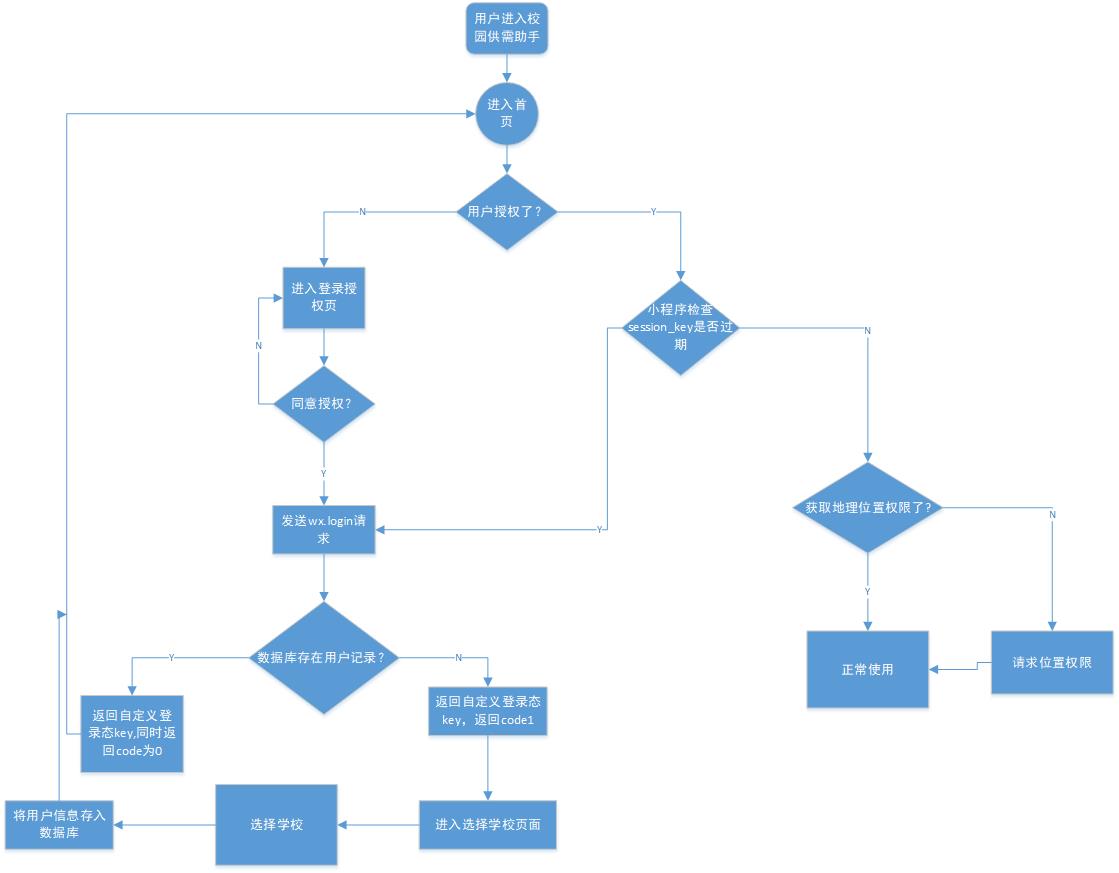 用户进入校
园供需助手
进入首
页
用户授权了?
N
Y
进入登录授
权页
小程序检查
session_key是否过
期
N
N
同意授权?
Y
发送wx.login请
求
Y
获取地理位置权限了?
N
Y
数据库存在用户记录?
Y
N
正常使用
请求位置权限
返回自定义登
录态key,同时返
回code为0
返回自定义登录态
key，返回code1
将用户信息存入
数据库
选择学校
进入选择学校页面